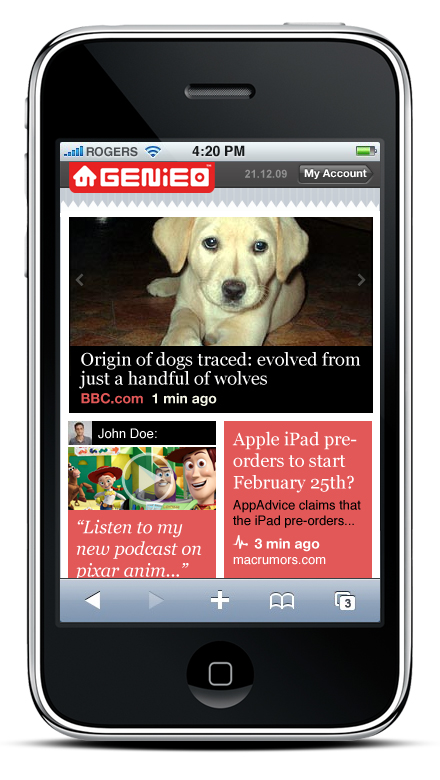 ROGERS 4:20 PM
GENiEO™
21.12.09 My Account
Origin of dogs traced: evolved from
just a handful of wolves
BBC.com 1 min ago
John Doe:
“Listen to my
new podcast on
pixar anim...”
Apple iPad pre-
orders to start
February 25th?
AppAdvice claims that
the iPad pre-orders...
3 min ago
macrumors.com
3